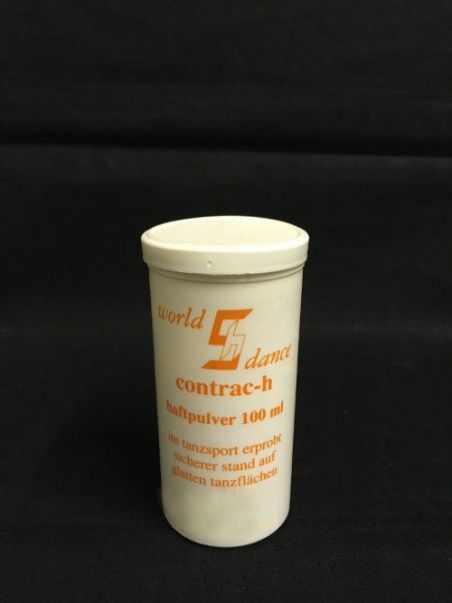 world
dance
contrac-h
haftpulver 100 ml
im tanzsport erprobt
sicherer stand auf
glatten tanzflächen